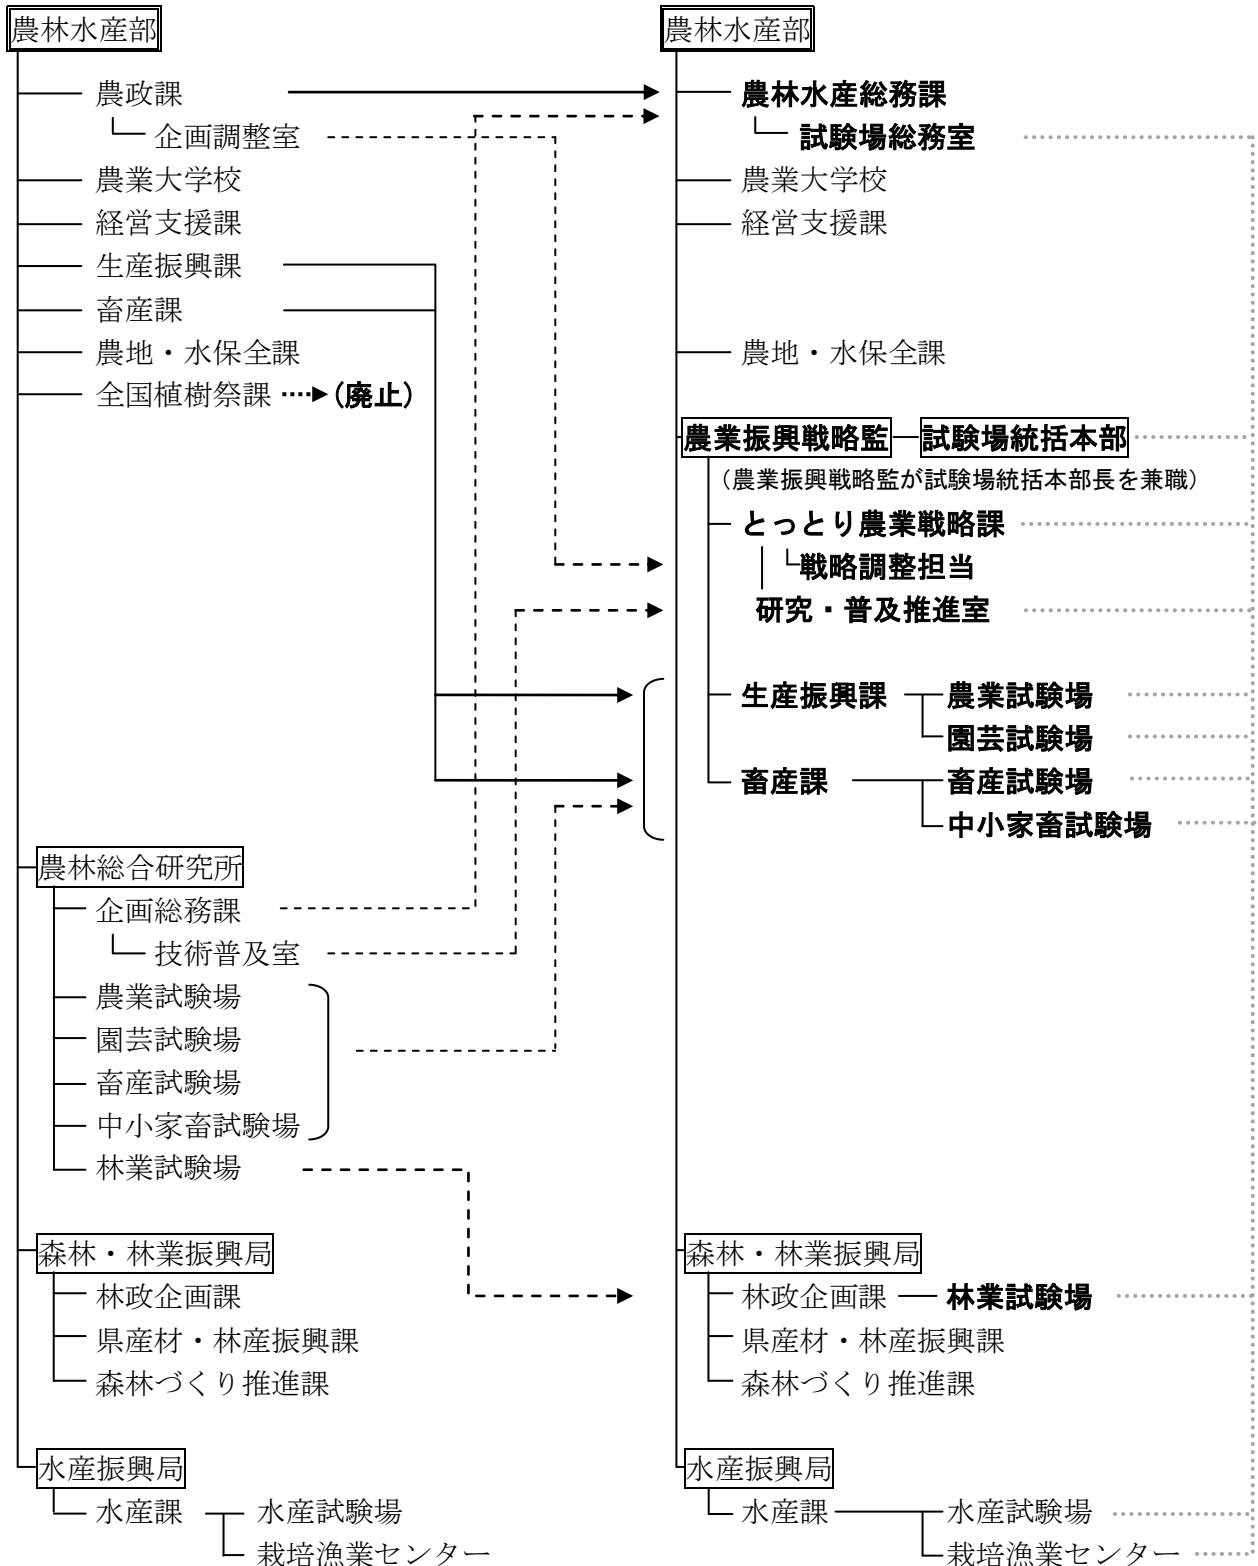 農林水産部
農政課
企画調整室
農業大学校
経営支援課
生産振興課
畜産課
農地・水保全課
全国植樹祭課
(廃止)
農林総合研究所
企画総務課
技術普及室
農業試験場
園芸試験場
畜産試験場
中小家畜試験場
林業試験場
森林・林業振興局
林政企画課
県産材・林産振興課
森林づくり推進課
水産振興局
水産課
水産試験場
栽培漁業センター
農林水産部
農林水産総務課
試験場総務室
農業大学校
経営支援課
農地・水保全課
農業振興戦略監
試験場統括本部
(農業振興戦略監が試験場統括本部長を兼職)
とっとり農業戦略課
戦略調整担当
研究・普及推進室
生産振興課
農業試験場
園芸試験場
畜産課
畜産試験場
中小家畜試験場
森林・林業振興局
林政企画課
林業試験場
県産材・林産振興課
森林づくり推進課
水産振興局
水産課
水産試験場
栽培漁業センター